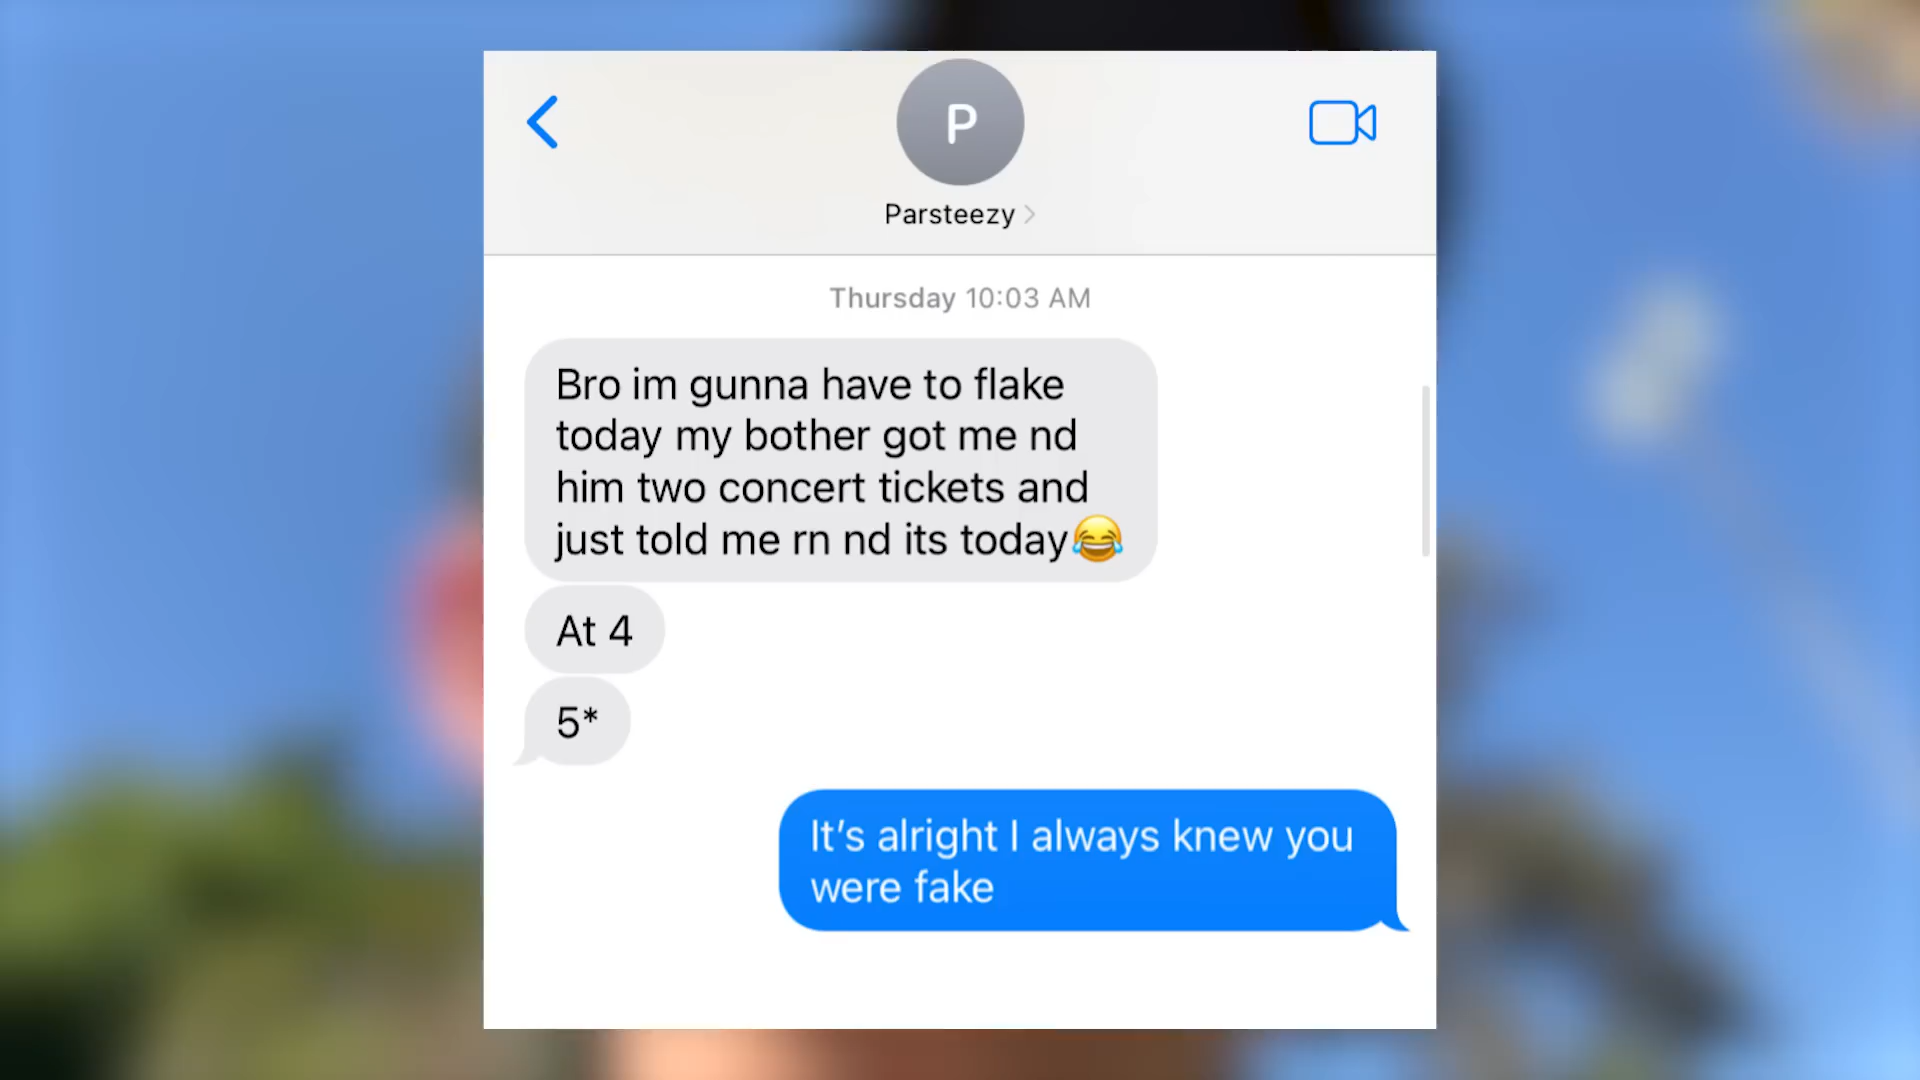 P
Parsteezy
Thursday 10:03 AM
Bro im gunna have to flake
today my bother got me nd
him two concert tickets and
just told me rn nd its today😂
At 4
5*
It’s alright I always knew you
were fake